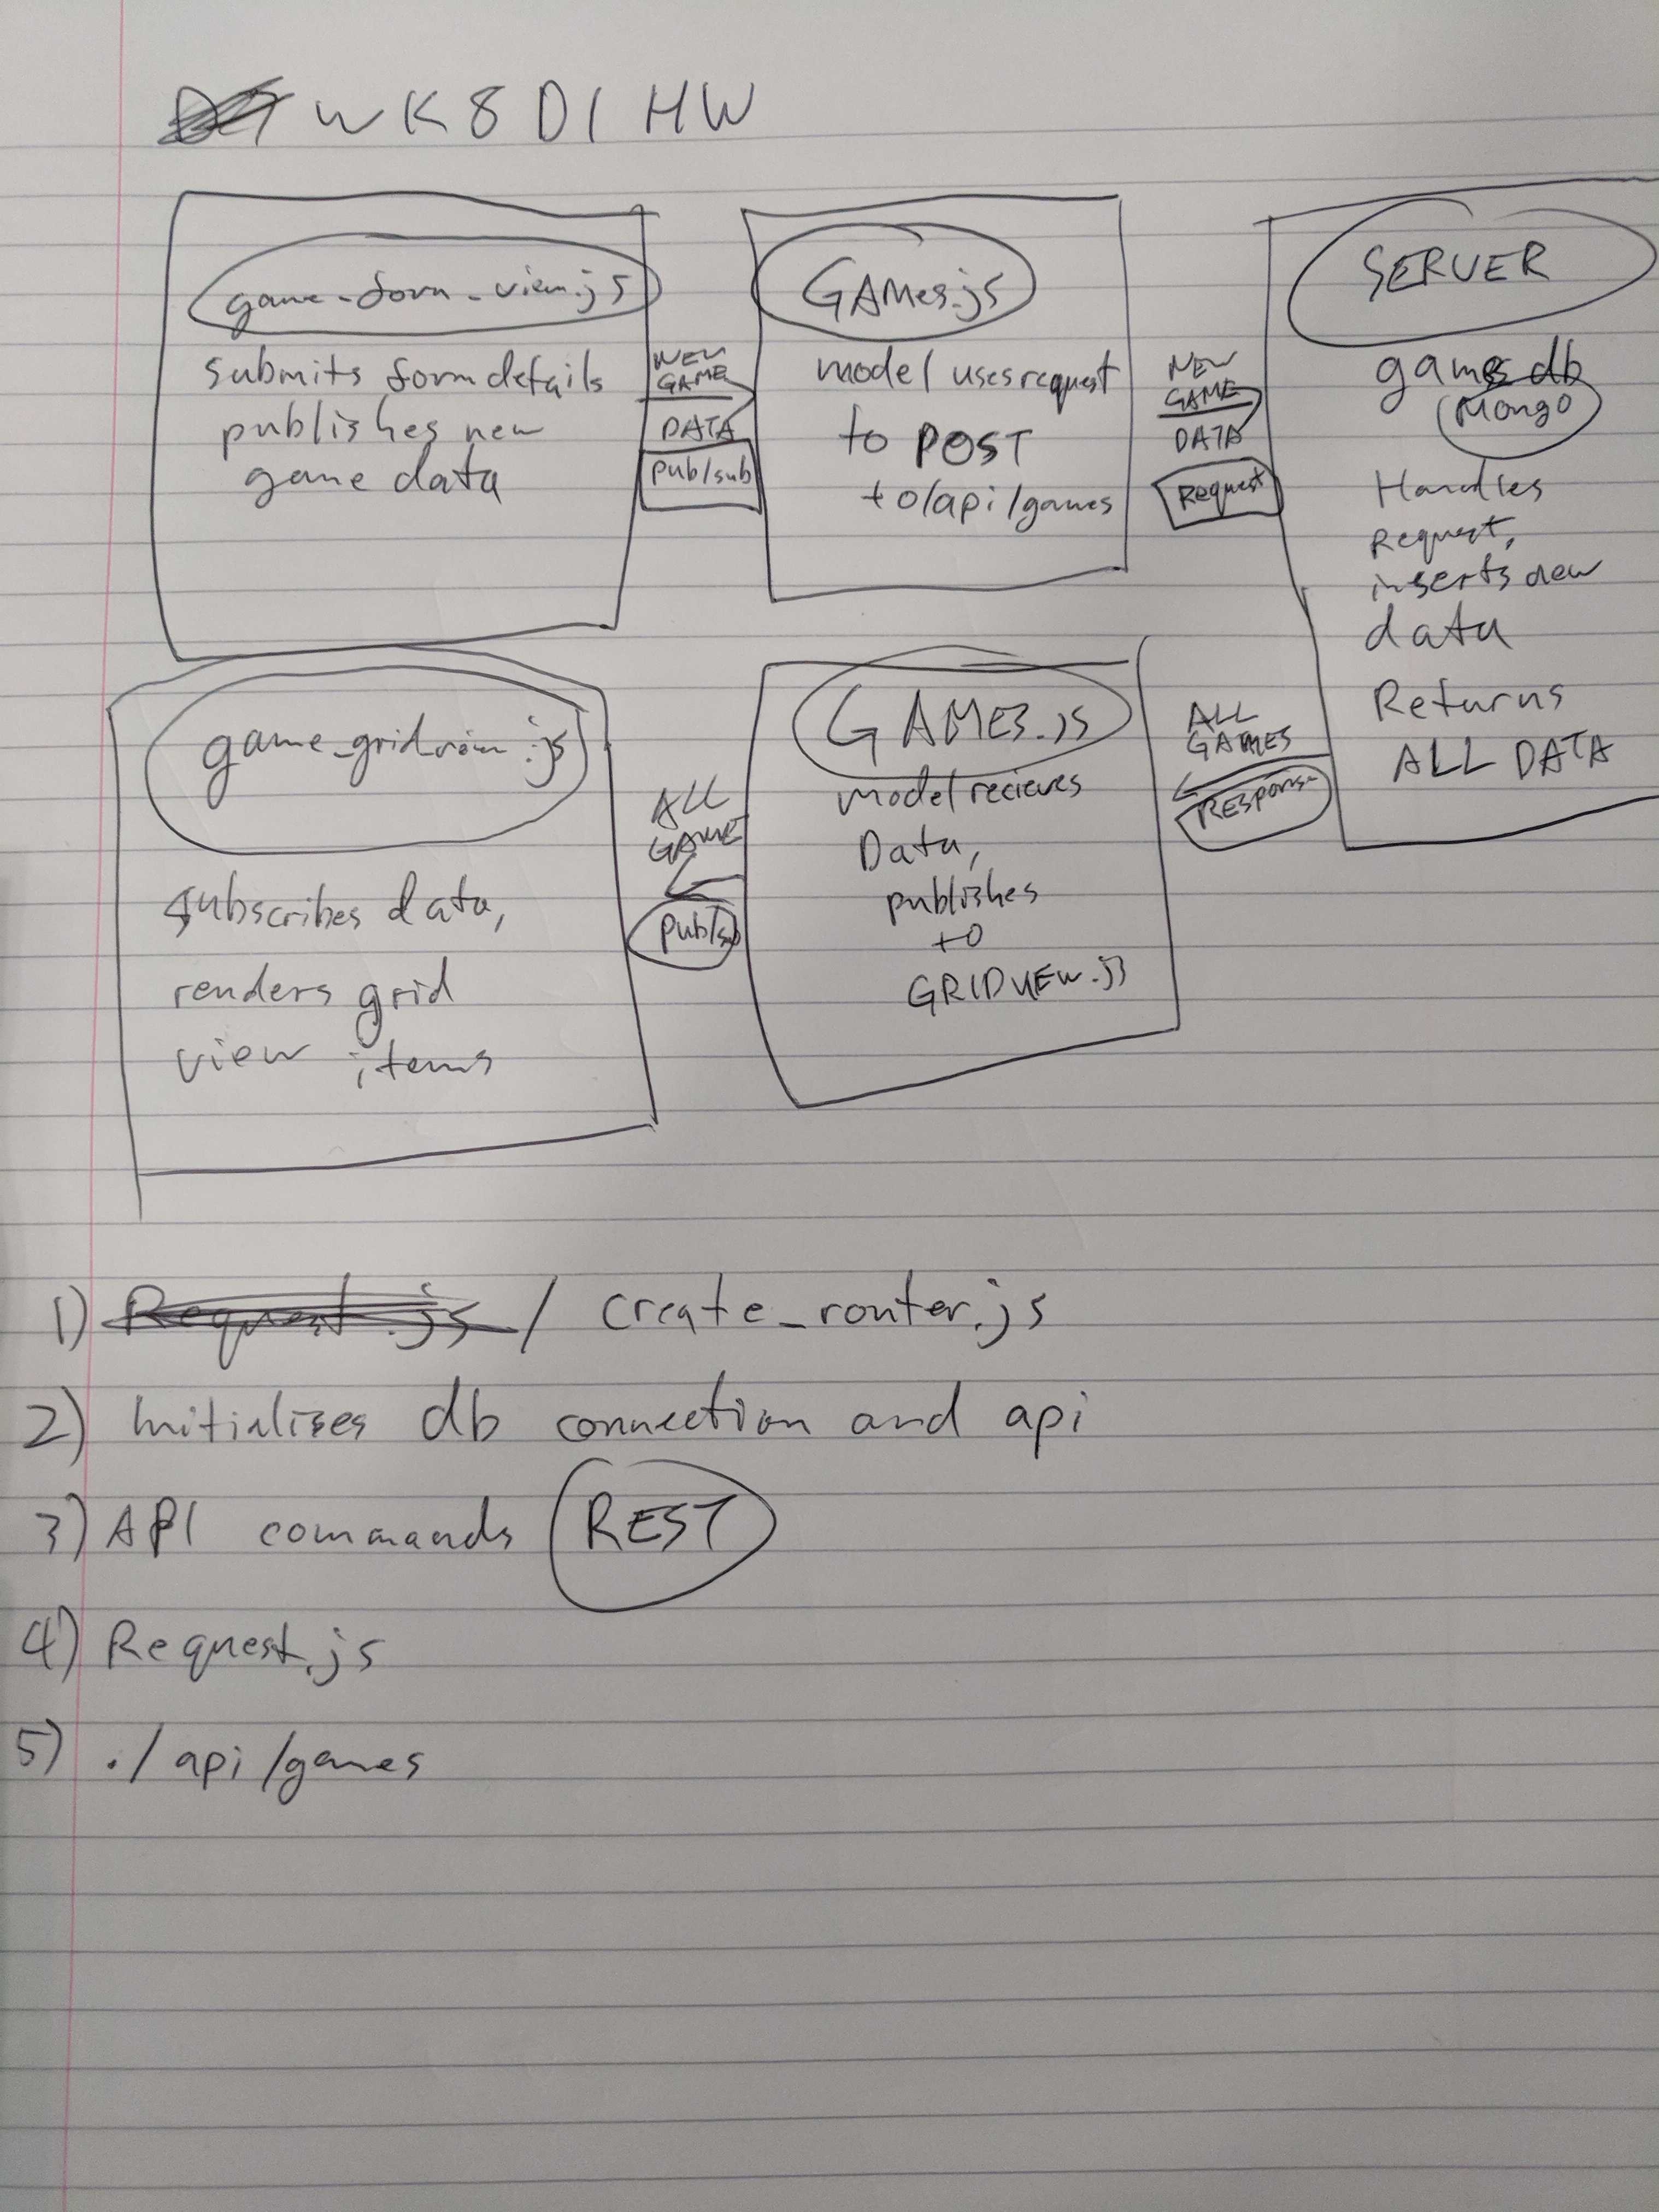 WK8 D1 HW
game_form_view.js
submits form details
publishes new
game data
NEW
GAME
DATA
pub/sub
GAMES.js
model uses request
to POST
to /api/games
NEW
GAME
DATA
Request
SERVER
games db
Mongo
Handles
Request,
inserts new
data
Returns
ALL DATA
ALL
GAMES
Response
GAMES.js
model recieves
Data,
publishes
to
GRIDVIEW.js
ALL
GAME
pub/sub
game_gridview.js
subscribes data,
renders grid
view items
1) Request.js / create_router.js
2) Initialises db connection and api
3) API commands REST
4) Request.js
5) ./api/games